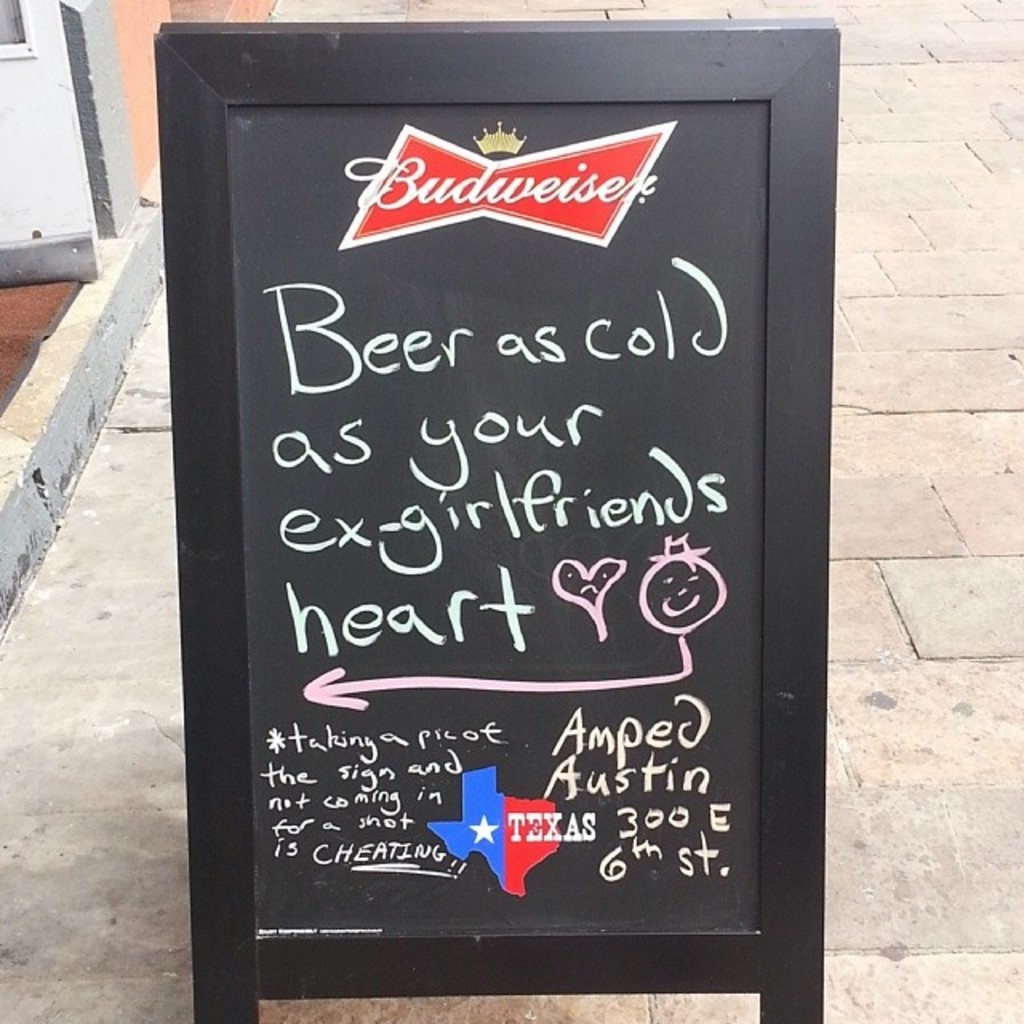 Budweiser
Beer as cold
as your
ex-girlfriends
heart
*taking a pic of
the sign and
not coming in
for a shot
is CHEATING!!
TEXAS
Amped
Austin
300 E
6th st.